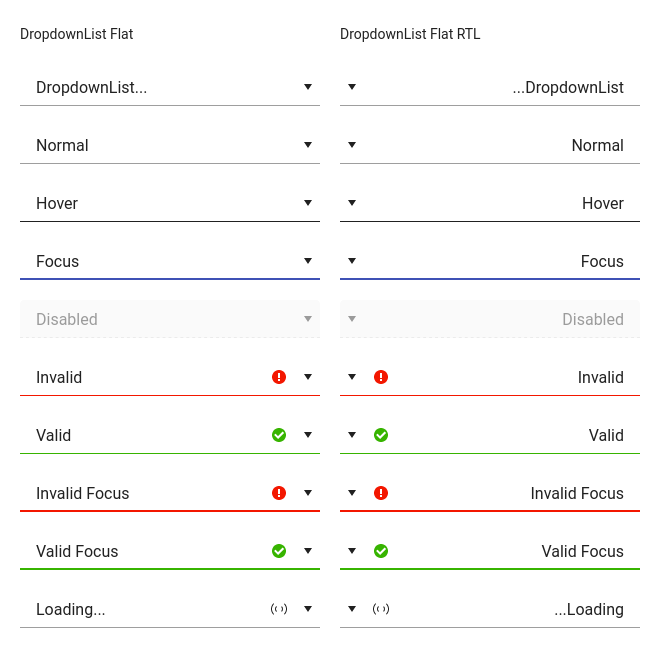 DropdownList Flat
DropdownList...
Normal
Hover
Focus
Disabled
Invalid
Valid
Invalid Focus
Valid Focus
Loading...
DropdownList Flat RTL
...DropdownList
Normal
Hover
Focus
Disabled
Invalid
Valid
Invalid Focus
Valid Focus
...Loading